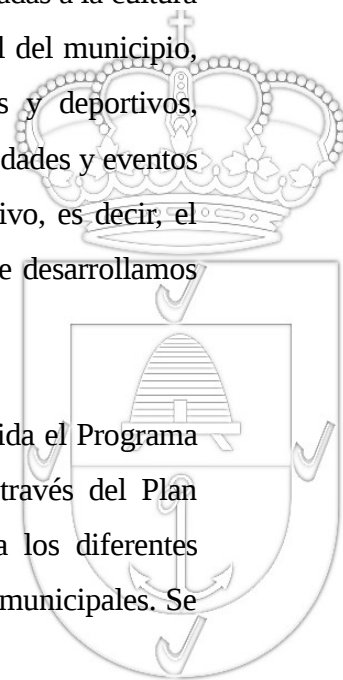 adas a la cultura
l del municipio,
s y deportivos,
dades y eventos
ivo, es decir, el
e desarrollamos
ida el Programa
través del Plan
a los diferentes
municipales. Se